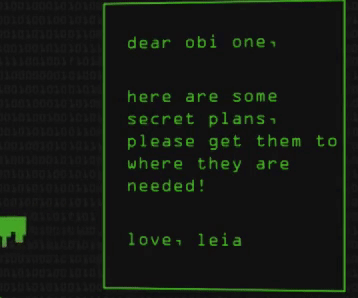 dear obi one,
here are some
secret plans,
please get them to
where they are
needed!
love, leia